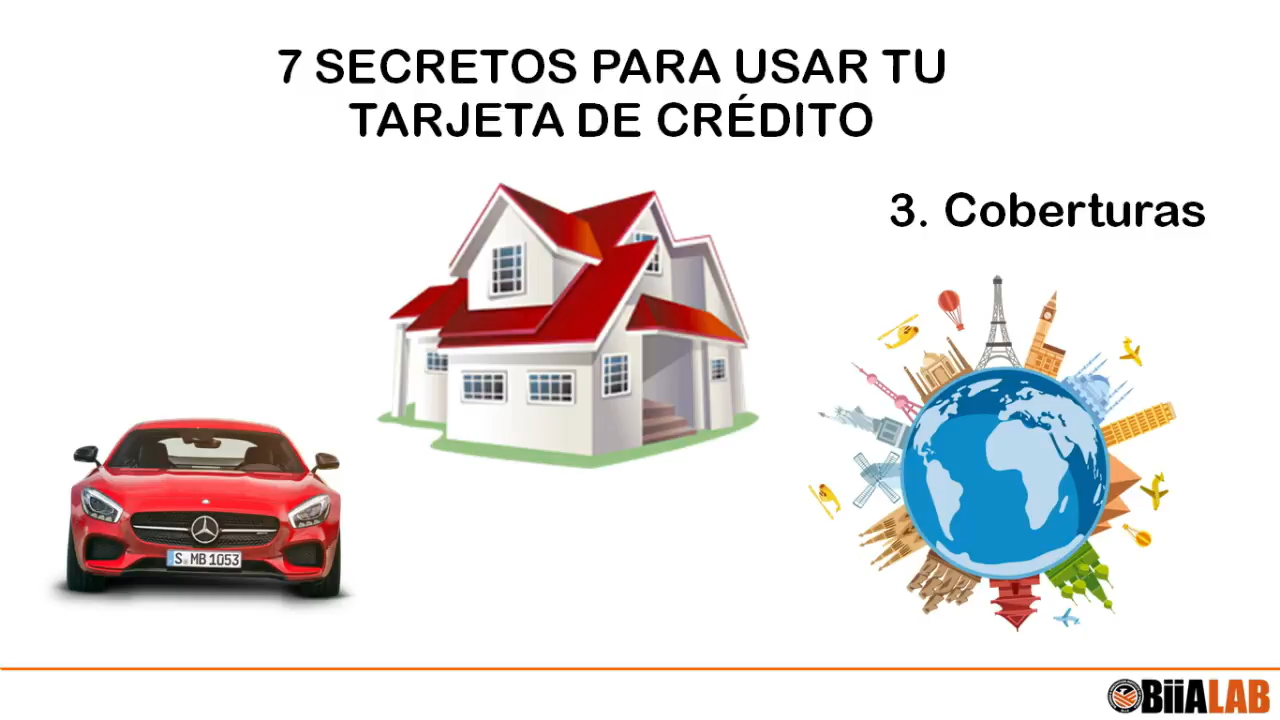 7 SECRETOS PARA USAR TU
TARJETA DE CRÉDITO
3. Coberturas
S MB 1053
BiiALAB